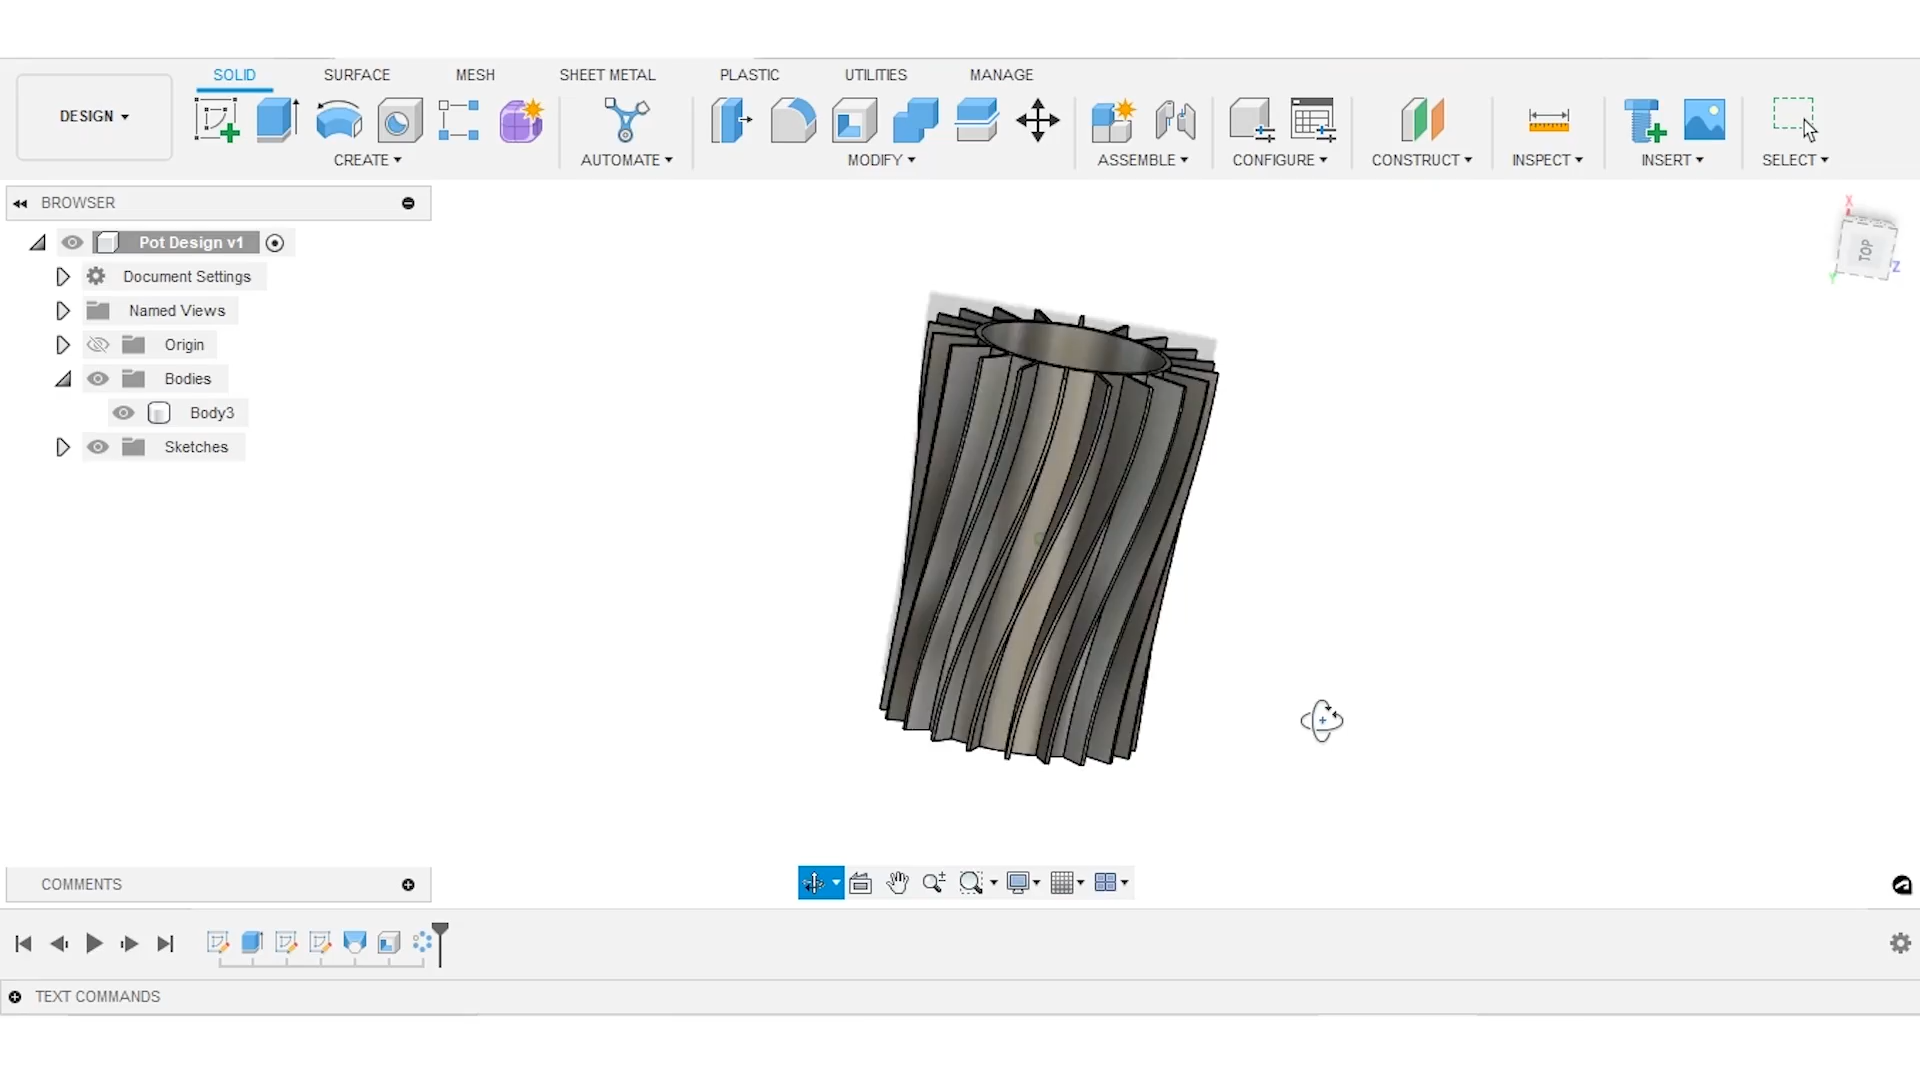 SOLID SURFACE MESH SHEET METAL PLASTIC UTILITIES MANAGE
DESIGN
CREATE AUTOMATE MODIFY ASSEMBLE CONFIGURE CONSTRUCT INSPECT INSERT SELECT
BROWSER
Pot Design v1
Document Settings
Named Views
Origin
Bodies
Body3
Sketches
X
TOP
Z
Y
COMMENTS
TEXT COMMANDS